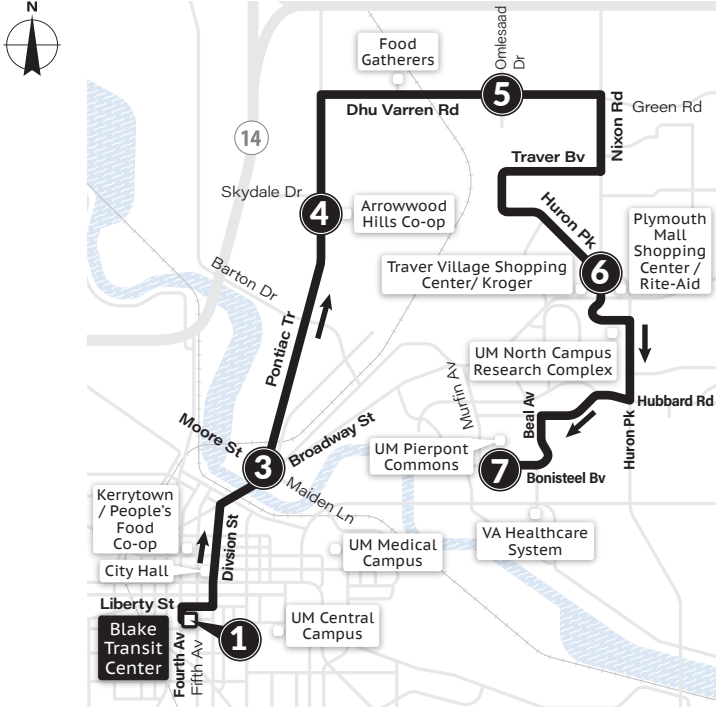 N
Food
Gatherers
Omlesaad
Dr
5
Dhu Varren Rd
Nixon Rd
Green Rd
14
Traver Bv
Skydale Dr
4
Arrowwood
Hills Co-op
Huron Pk
Plymouth
Mall
Shopping
Center /
Rite-Aid
Barton Dr
Traver Village Shopping
Center/ Kroger
6
Pontiac Tr
UM North Campus
Research Complex
Murfin Av
Beal Av
Hubbard Rd
Huron Pk
Moore St
Broadway St
3
UM Pierpont
Commons
7
Bonisteel Bv
Maiden Ln
Kerrytown
/ People's
Food
Co-op
Divsion St
UM Medical
Campus
VA Healthcare
System
City Hall
Liberty St
Blake
Transit
Center
Fourth Av
Fifth Av
1
UM Central
Campus